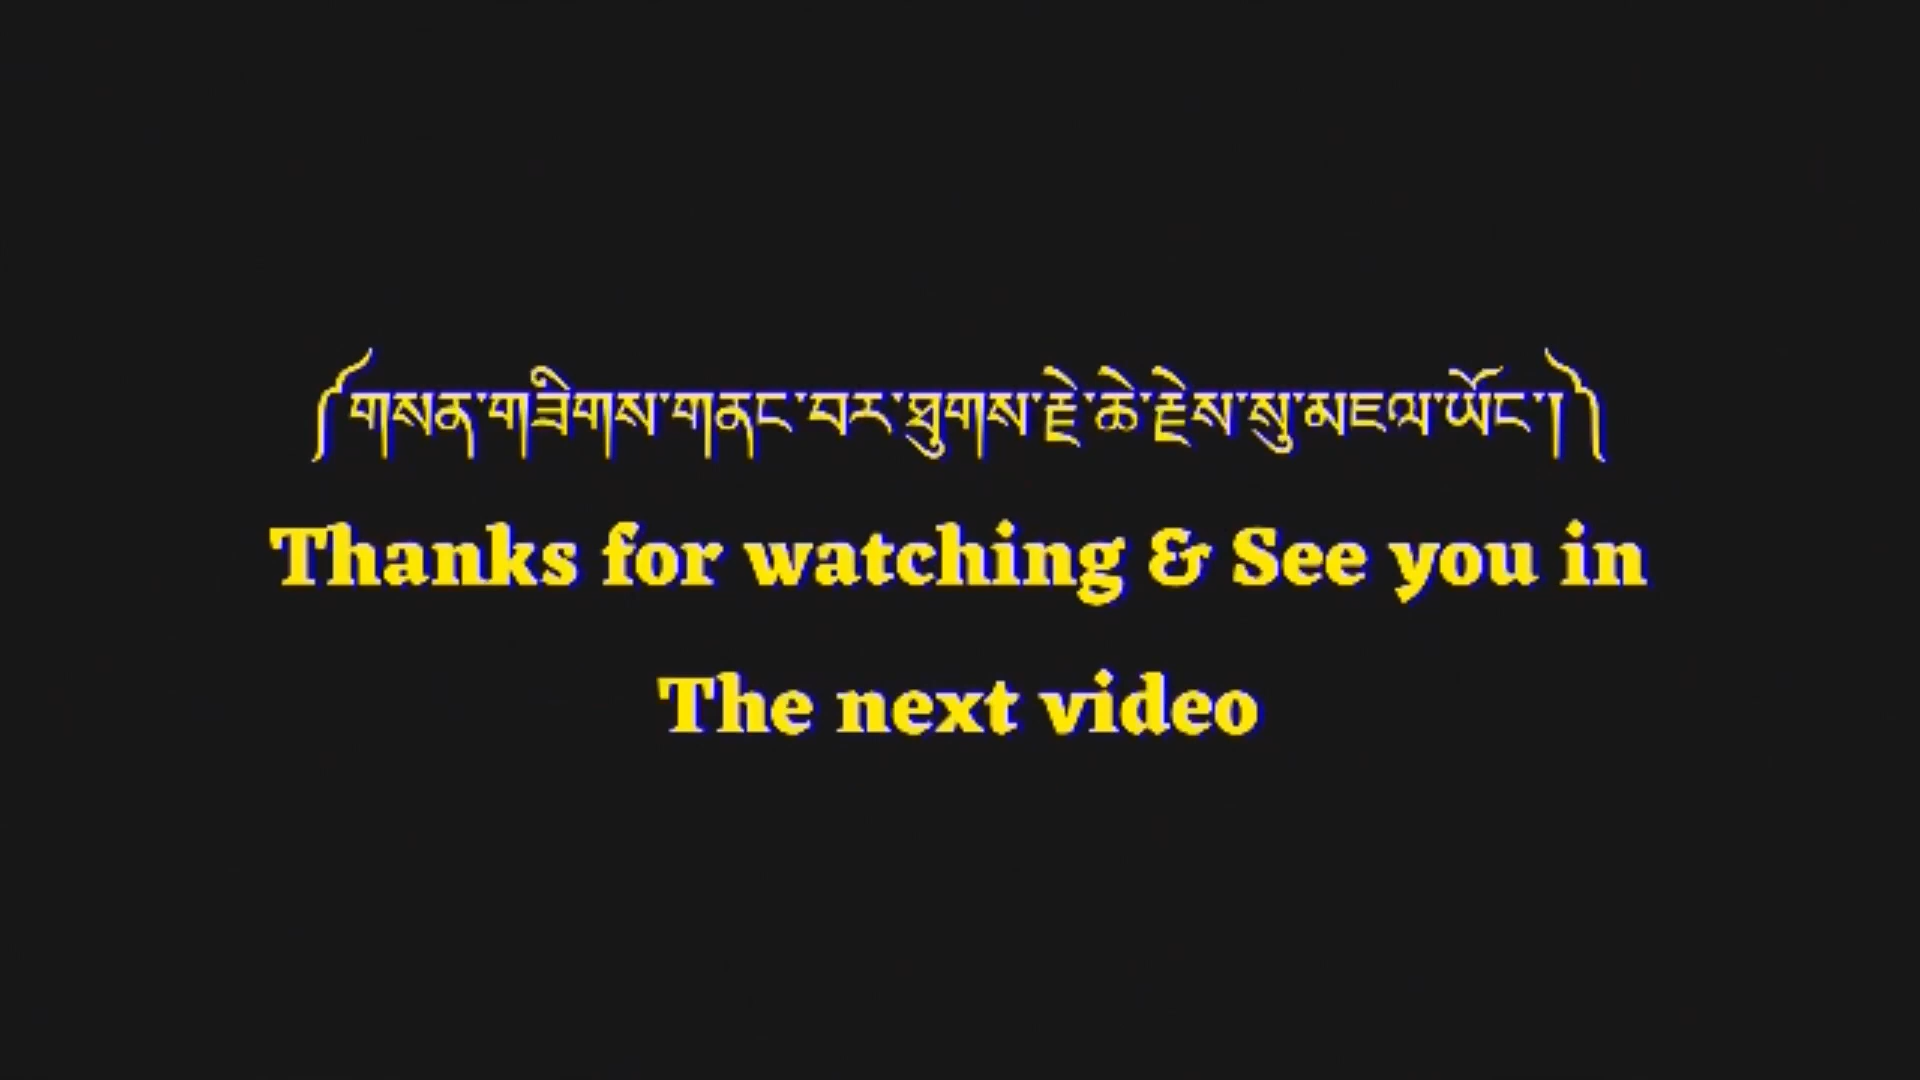 ༼གསན་གཟིགས་གནང་བར་ཐུགས་རྗེ་ཆེ་རྗེས་སུ་མཇལ་ཡོང་།༽
Thanks for watching & See you in
The next video